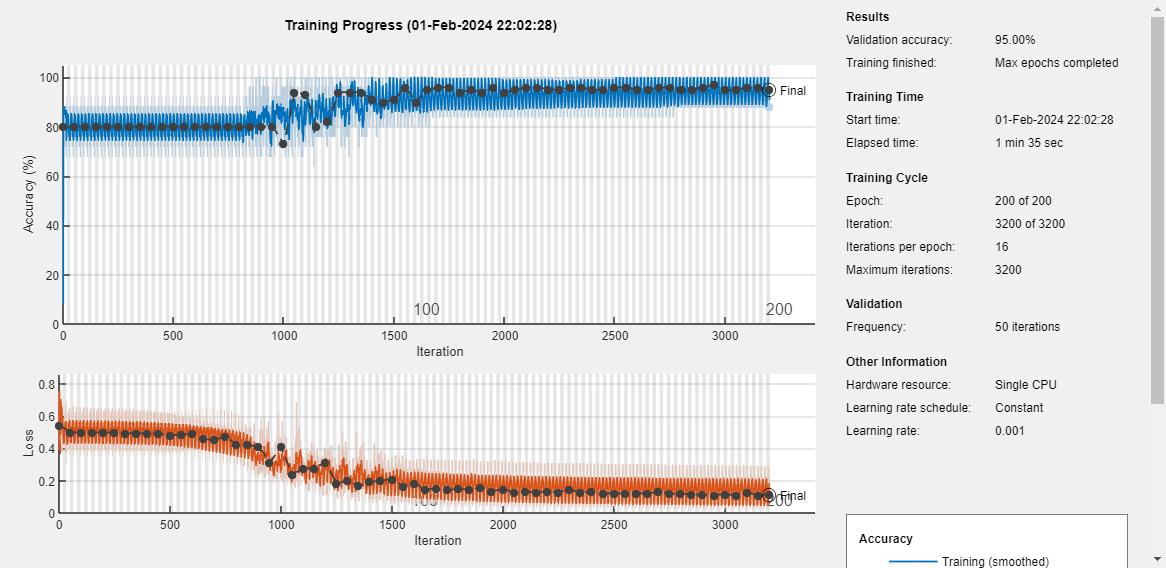 Training Progress (01-Feb-2024 22:02:28)
100
80
60
40
20
0
Accuracy (%)
Final
100
200
0
500
1000
1500
2000
2500
3000
Iteration
0.8
0.6
0.4
0.2
0
Loss
Final
100
200
0
500
1000
1500
2000
2500
3000
Iteration
Results
Validation accuracy: 95.00%
Training finished: Max epochs completed
Training Time
Start time: 01-Feb-2024 22:02:28
Elapsed time: 1 min 35 sec
Training Cycle
Epoch: 200 of 200
Iteration: 3200 of 3200
Iterations per epoch: 16
Maximum iterations: 3200
Validation
Frequency: 50 iterations
Other Information
Hardware resource: Single CPU
Learning rate schedule: Constant
Learning rate: 0.001
Accuracy
Training (smoothed)